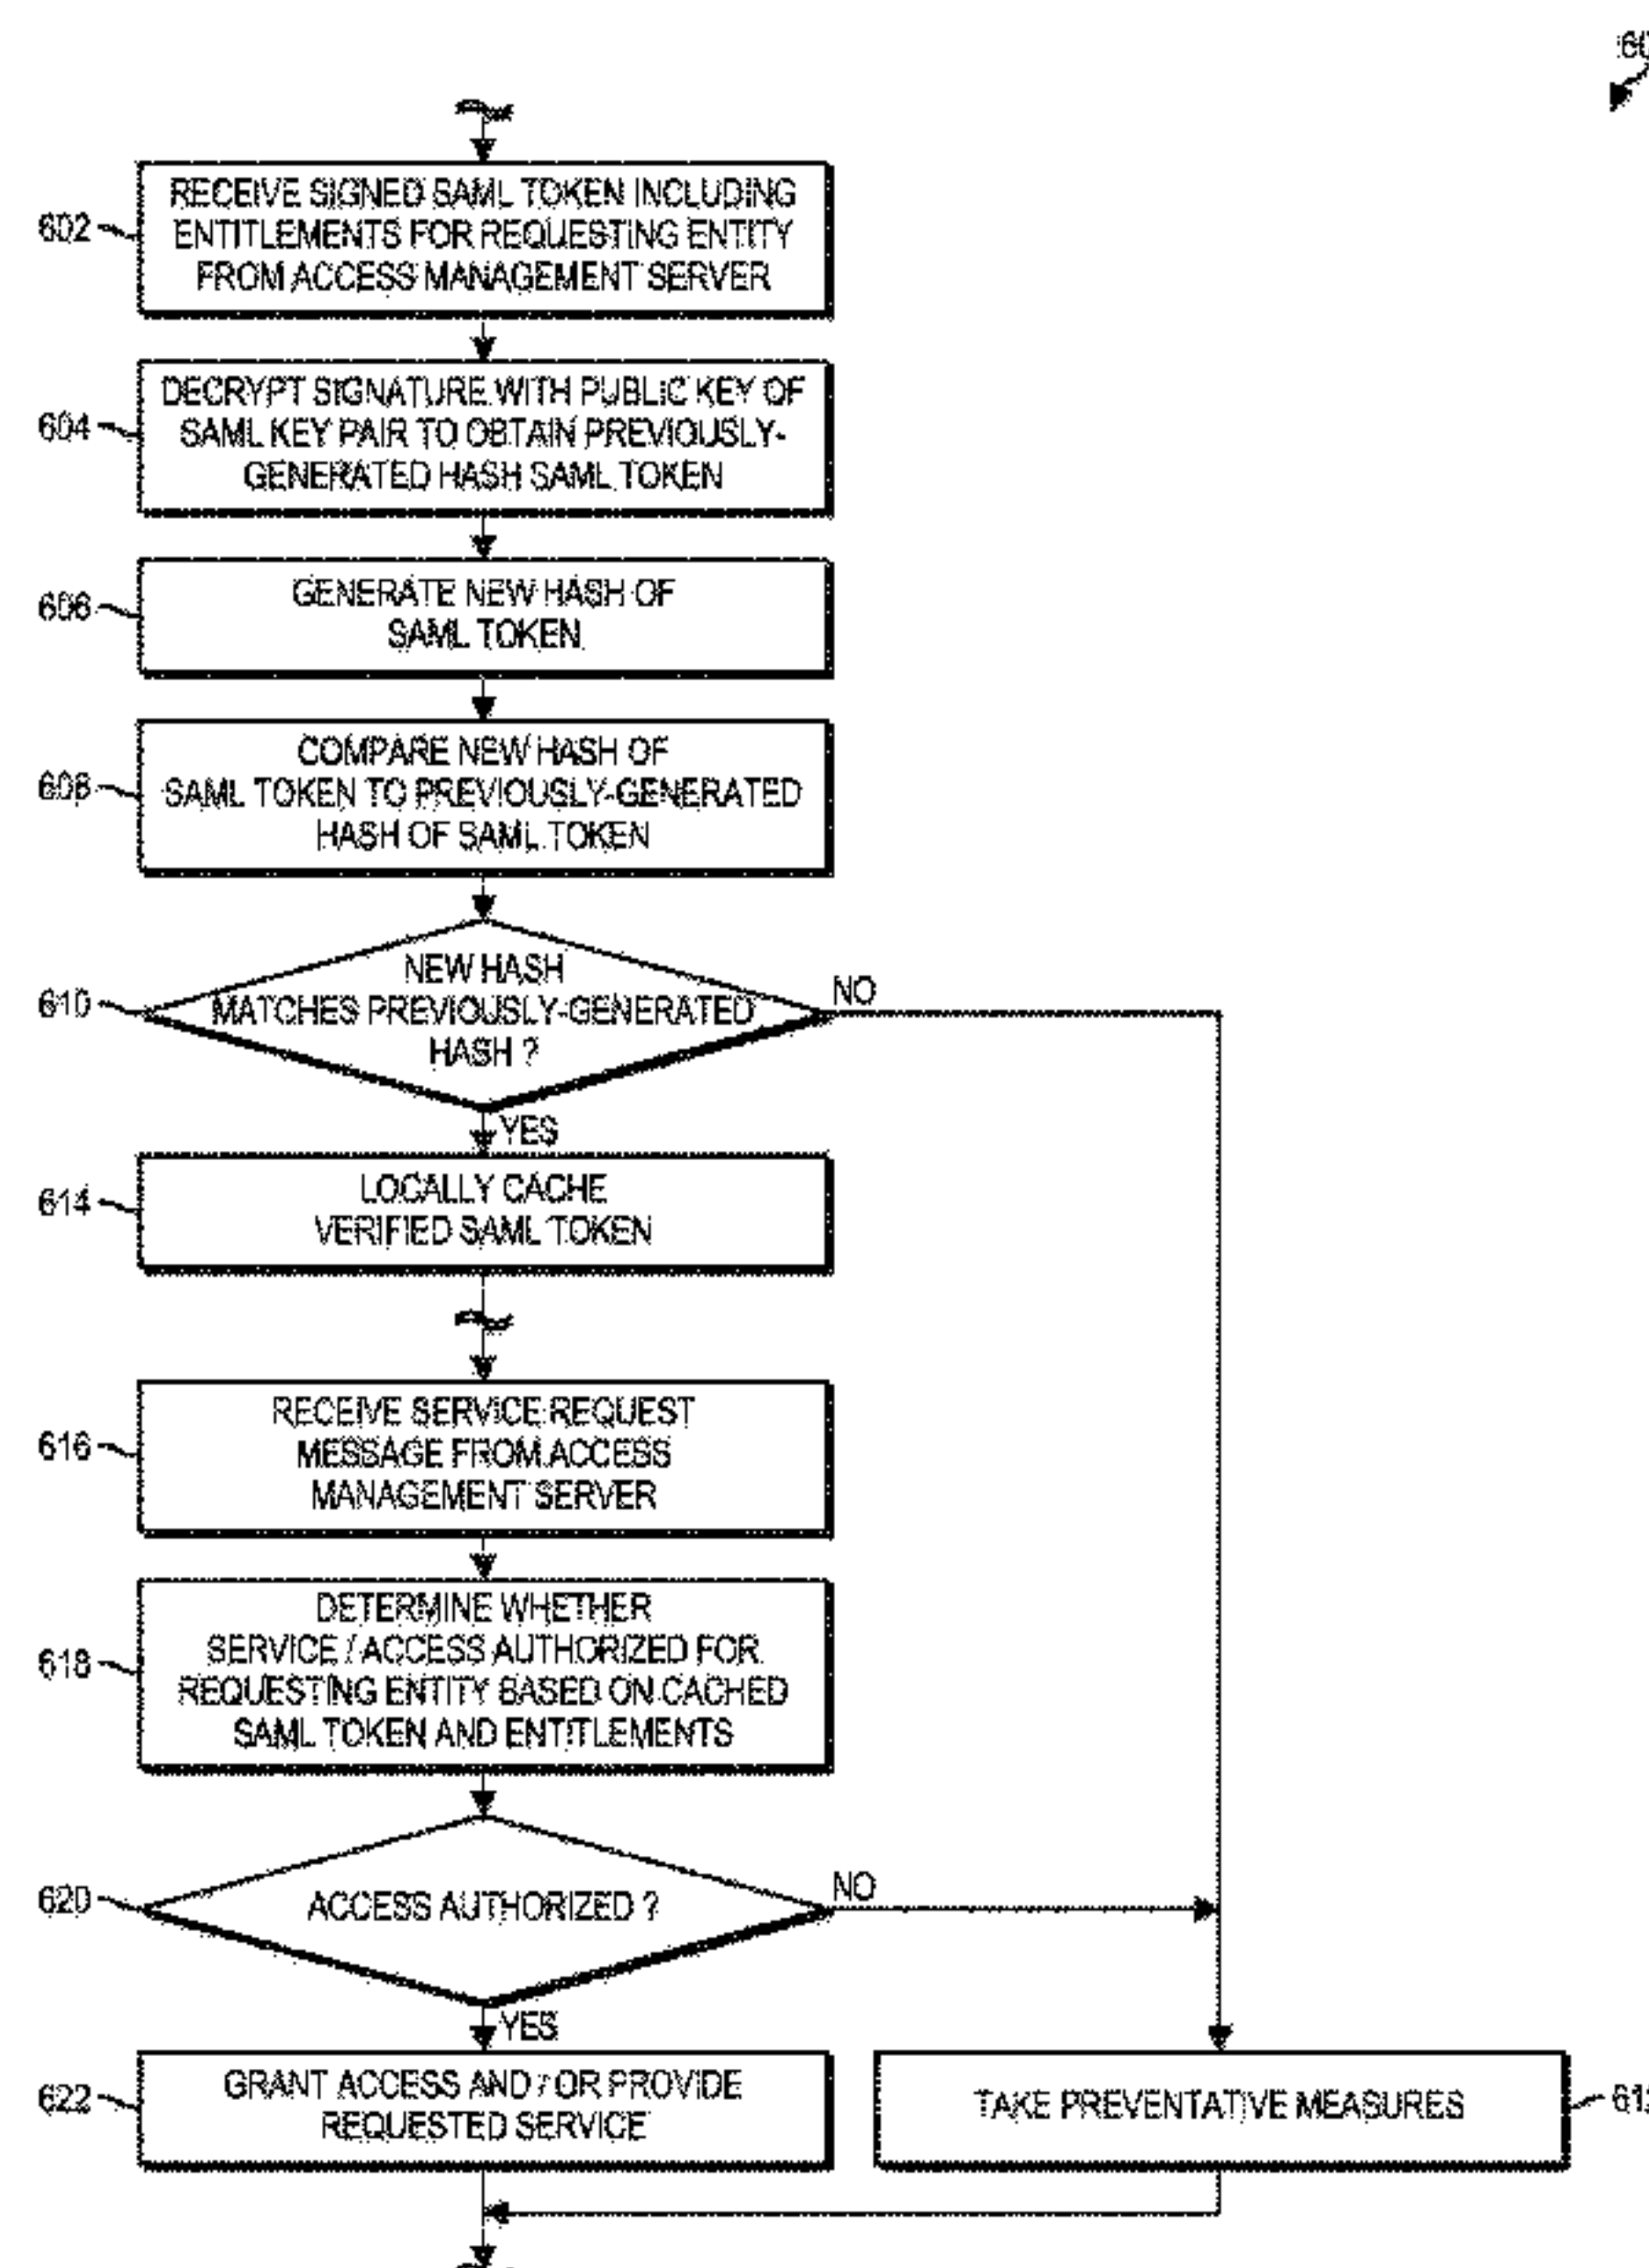 602
RECEIVE SIGNED SAML TOKEN INCLUDING
ENTITLEMENTS FOR REQUESTING ENTITY
FROM ACCESS MANAGEMENT SERVER
604
DECRYPT SIGNATURE WITH PUBLIC KEY OF
SAML KEY PAIR TO OBTAIN PREVIOUSLY-
GENERATED HASH SAML TOKEN
606
GENERATE NEW HASH OF
SAML TOKEN
608
COMPARE NEW HASH OF
SAML TOKEN TO PREVIOUSLY-GENERATED
HASH OF SAML TOKEN
610
NEW HASH
MATCHES PREVIOUSLY-GENERATED
HASH ?
NO
YES
614
LOCALLY CACHE
VERIFIED SAML TOKEN
616
RECEIVE SERVICE REQUEST
MESSAGE FROM ACCESS
MANAGEMENT SERVER
618
DETERMINE WHETHER
SERVICE / ACCESS AUTHORIZED FOR
REQUESTING ENTITY BASED ON CACHED
SAML TOKEN AND ENTITLEMENTS
620
ACCESS AUTHORIZED ?
NO
YES
622
GRANT ACCESS AND / OR PROVIDE
REQUESTED SERVICE
TAKE PREVENTATIVE MEASURES